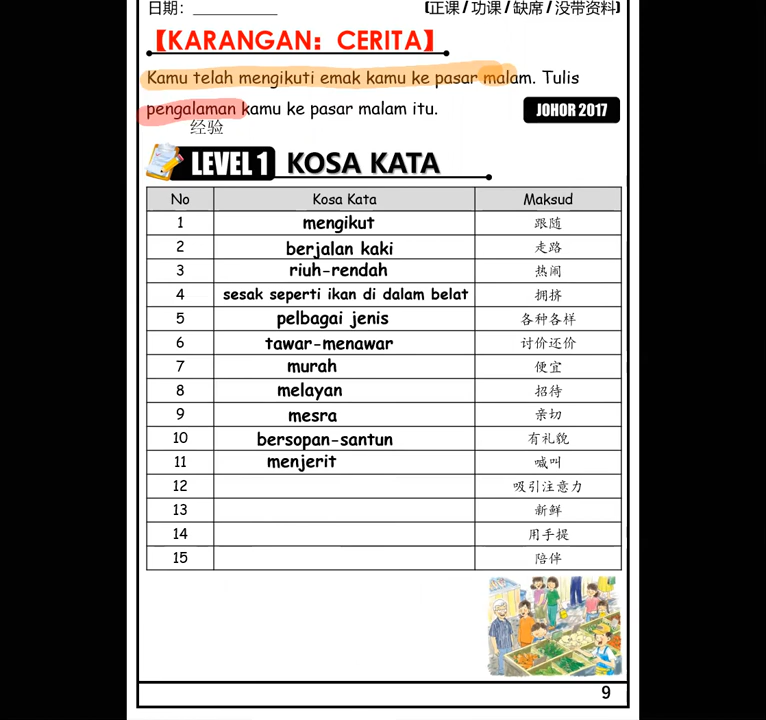 日期： ____________ (正课 / 功课 / 缺席 / 没带资料)
【KARANGAN：CERITA】
Kamu telah mengikuti emak kamu ke pasar malam. Tulis
pengalaman kamu ke pasar malam itu.
JOHOR 2017
经验
LEVEL 1 KOSA KATA
No Kosa Kata Maksud
1 mengikut 跟随
2 berjalan kaki 走路
3 riuh-rendah 热闹
4 sesak seperti ikan di dalam belat 拥挤
5 pelbagai jenis 各种各样
6 tawar-menawar 讨价还价
7 murah 便宜
8 melayan 招待
9 mesra 亲切
10 bersopan-santun 有礼貌
11 menjerit 喊叫
12 吸引注意力
13 新鲜
14 用手提
15 陪伴
9